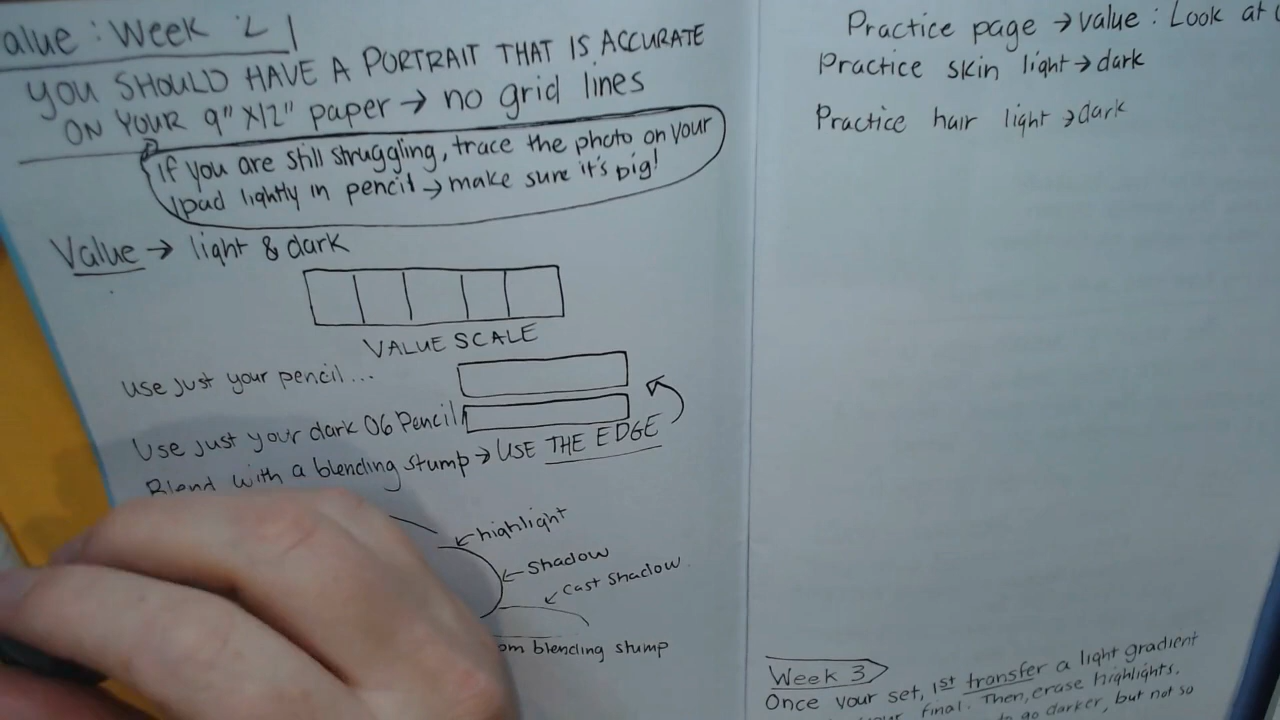 alue: Week 2 1
YOU SHOULD HAVE A PORTRAIT THAT IS ACCURATE
ON YOUR 9" X12" paper → no grid lines
If you are still struggling, trace the photo on your
ipad lightly in pencil → make sure it's big!
Value → light & dark
VALUE SCALE
Use just your pencil...
Use just your dark 06 Pencil
Blend with a blending stump → USE THE EDGE
highlight
shadow
cast shadow
om blending stump
Practice page → value: Look at
Practice skin light → dark
Practice hair light → dark
Week 3
Once your set, 1st transfer a light gradient
final. Then, erase highlights.
go darker, but not so